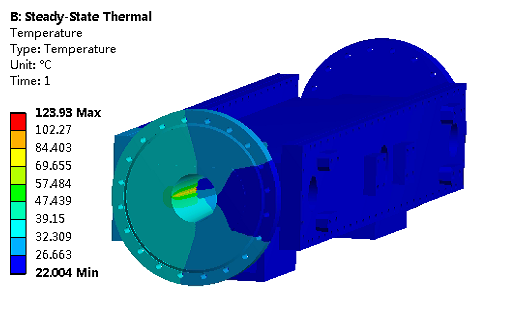 B: Steady-State Thermal
Temperature
Type: Temperature
Unit: °C
Time: 1
123.93 Max
102.27
84.403
69.655
57.484
47.439
39.15
32.309
26.663
22.004 Min